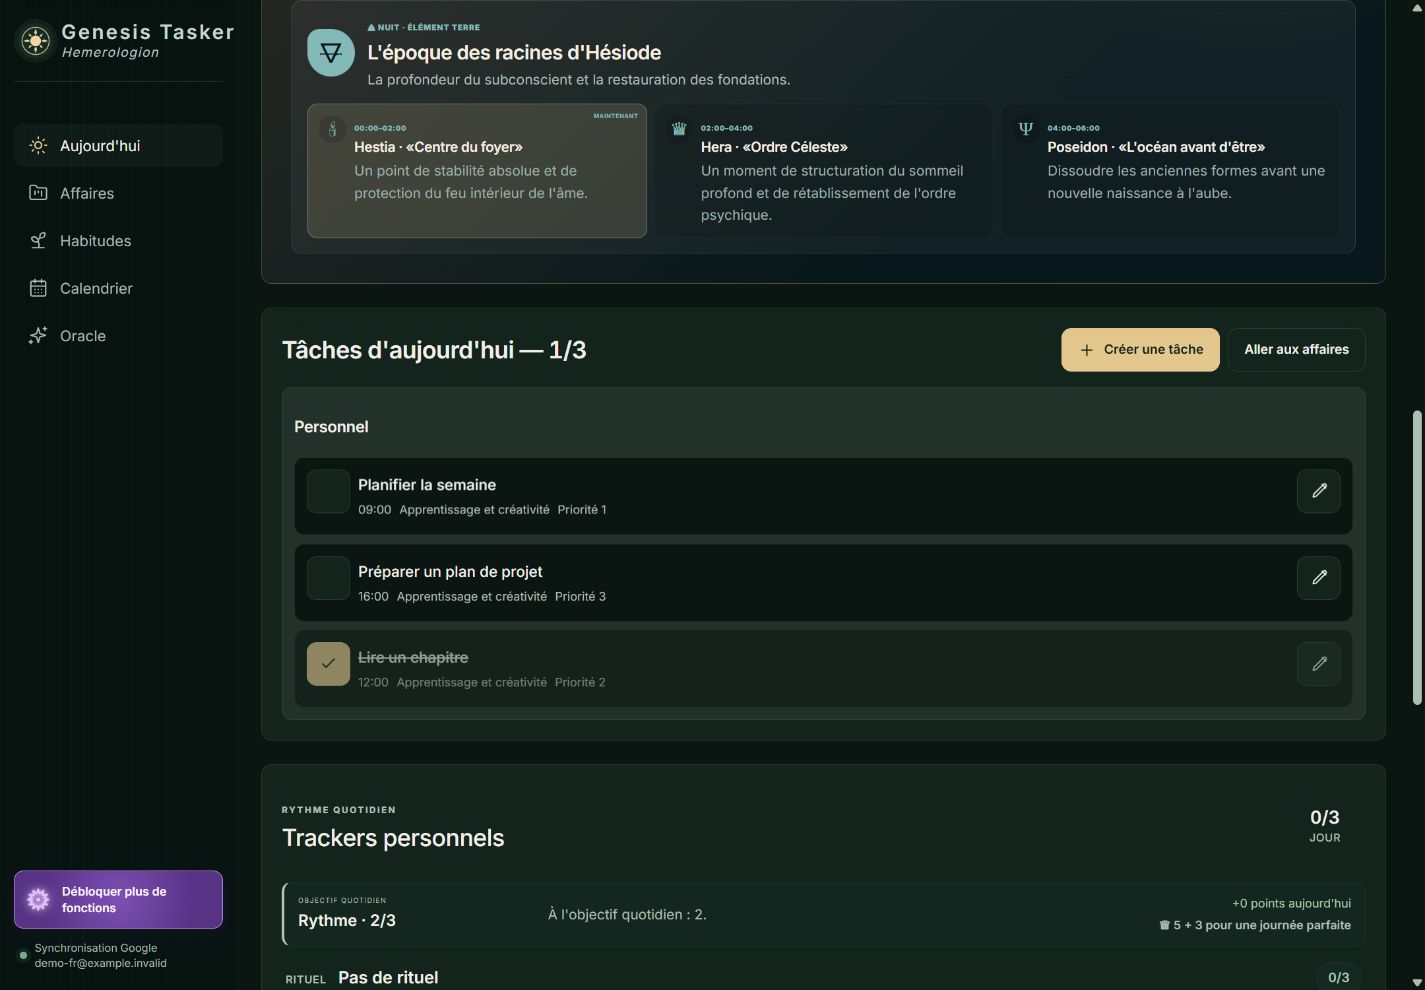 Genesis Tasker
Hemerologion
Aujourd'hui
Affaires
Habitudes
Calendrier
Oracle
Débloquer plus de
fonctions
Synchronisation Google
demo-fr@example.invalid
NUIT · ÉLÉMENT TERRE
L'époque des racines d'Hésiode
La profondeur du subconscient et la restauration des fondations.
MAINTENANT
00:00–02:00
Hestia · «Centre du foyer»
Un point de stabilité absolue et de
protection du feu intérieur de l'âme.
02:00–04:00
Hera · «Ordre Céleste»
Un moment de structuration du sommeil
profond et de rétablissement de l'ordre
psychique.
04:00–06:00
Poseidon · «L'océan avant d'être»
Dissoudre les anciennes formes avant une
nouvelle naissance à l'aube.
Tâches d'aujourd'hui — 1/3
Créer une tâche
Aller aux affaires
Personnel
Planifier la semaine
09:00 Apprentissage et créativité Priorité 1
Préparer un plan de projet
16:00 Apprentissage et créativité Priorité 3
Lire un chapitre
12:00 Apprentissage et créativité Priorité 2
RYTHME QUOTIDIEN
Trackers personnels
0/3
JOUR
OBJECTIF QUOTIDIEN
Rythme · 2/3
À l'objectif quotidien : 2.
+0 points aujourd'hui
♛ 5 + 3 pour une journée parfaite
RITUEL Pas de rituel
0/3